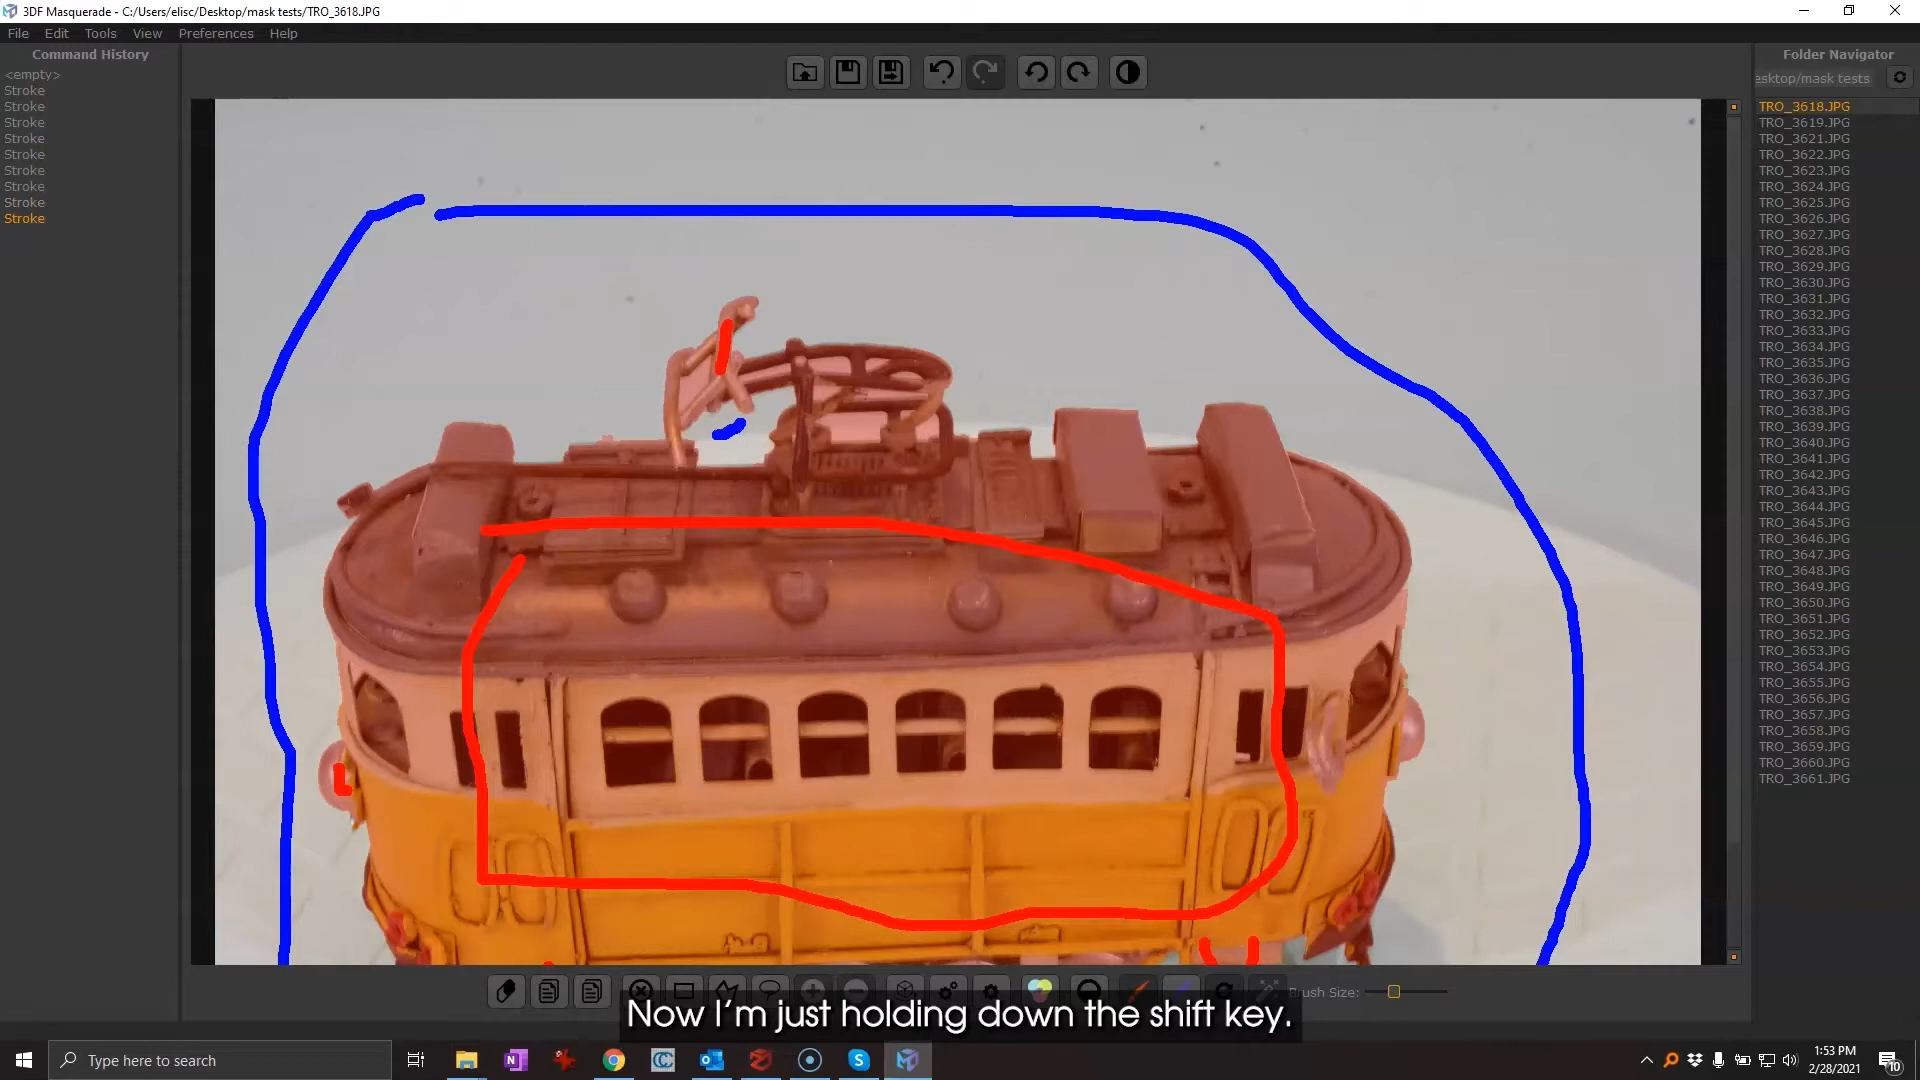 3DF Masquerade - C:/Users/elisc/Desktop/mask tests/TRO_3618.JPG
File Edit Tools View Preferences Help
Command History
<empty>
Stroke
Stroke
Stroke
Stroke
Stroke
Stroke
Stroke
Stroke
Stroke
Folder Navigator
esktop/mask tests
TRO_3618.JPG
TRO_3619.JPG
TRO_3621.JPG
TRO_3622.JPG
TRO_3623.JPG
TRO_3624.JPG
TRO_3625.JPG
TRO_3626.JPG
TRO_3627.JPG
TRO_3628.JPG
TRO_3629.JPG
TRO_3630.JPG
TRO_3631.JPG
TRO_3632.JPG
TRO_3633.JPG
TRO_3634.JPG
TRO_3635.JPG
TRO_3636.JPG
TRO_3637.JPG
TRO_3638.JPG
TRO_3639.JPG
TRO_3640.JPG
TRO_3641.JPG
TRO_3642.JPG
TRO_3643.JPG
TRO_3644.JPG
TRO_3645.JPG
TRO_3646.JPG
TRO_3647.JPG
TRO_3648.JPG
TRO_3649.JPG
TRO_3650.JPG
TRO_3651.JPG
TRO_3652.JPG
TRO_3653.JPG
TRO_3654.JPG
TRO_3655.JPG
TRO_3656.JPG
TRO_3657.JPG
TRO_3658.JPG
TRO_3659.JPG
TRO_3660.JPG
TRO_3661.JPG
Brush Size:
Now I'm just holding down the shift key.
Type here to search
1:53 PM
2/28/2021
10